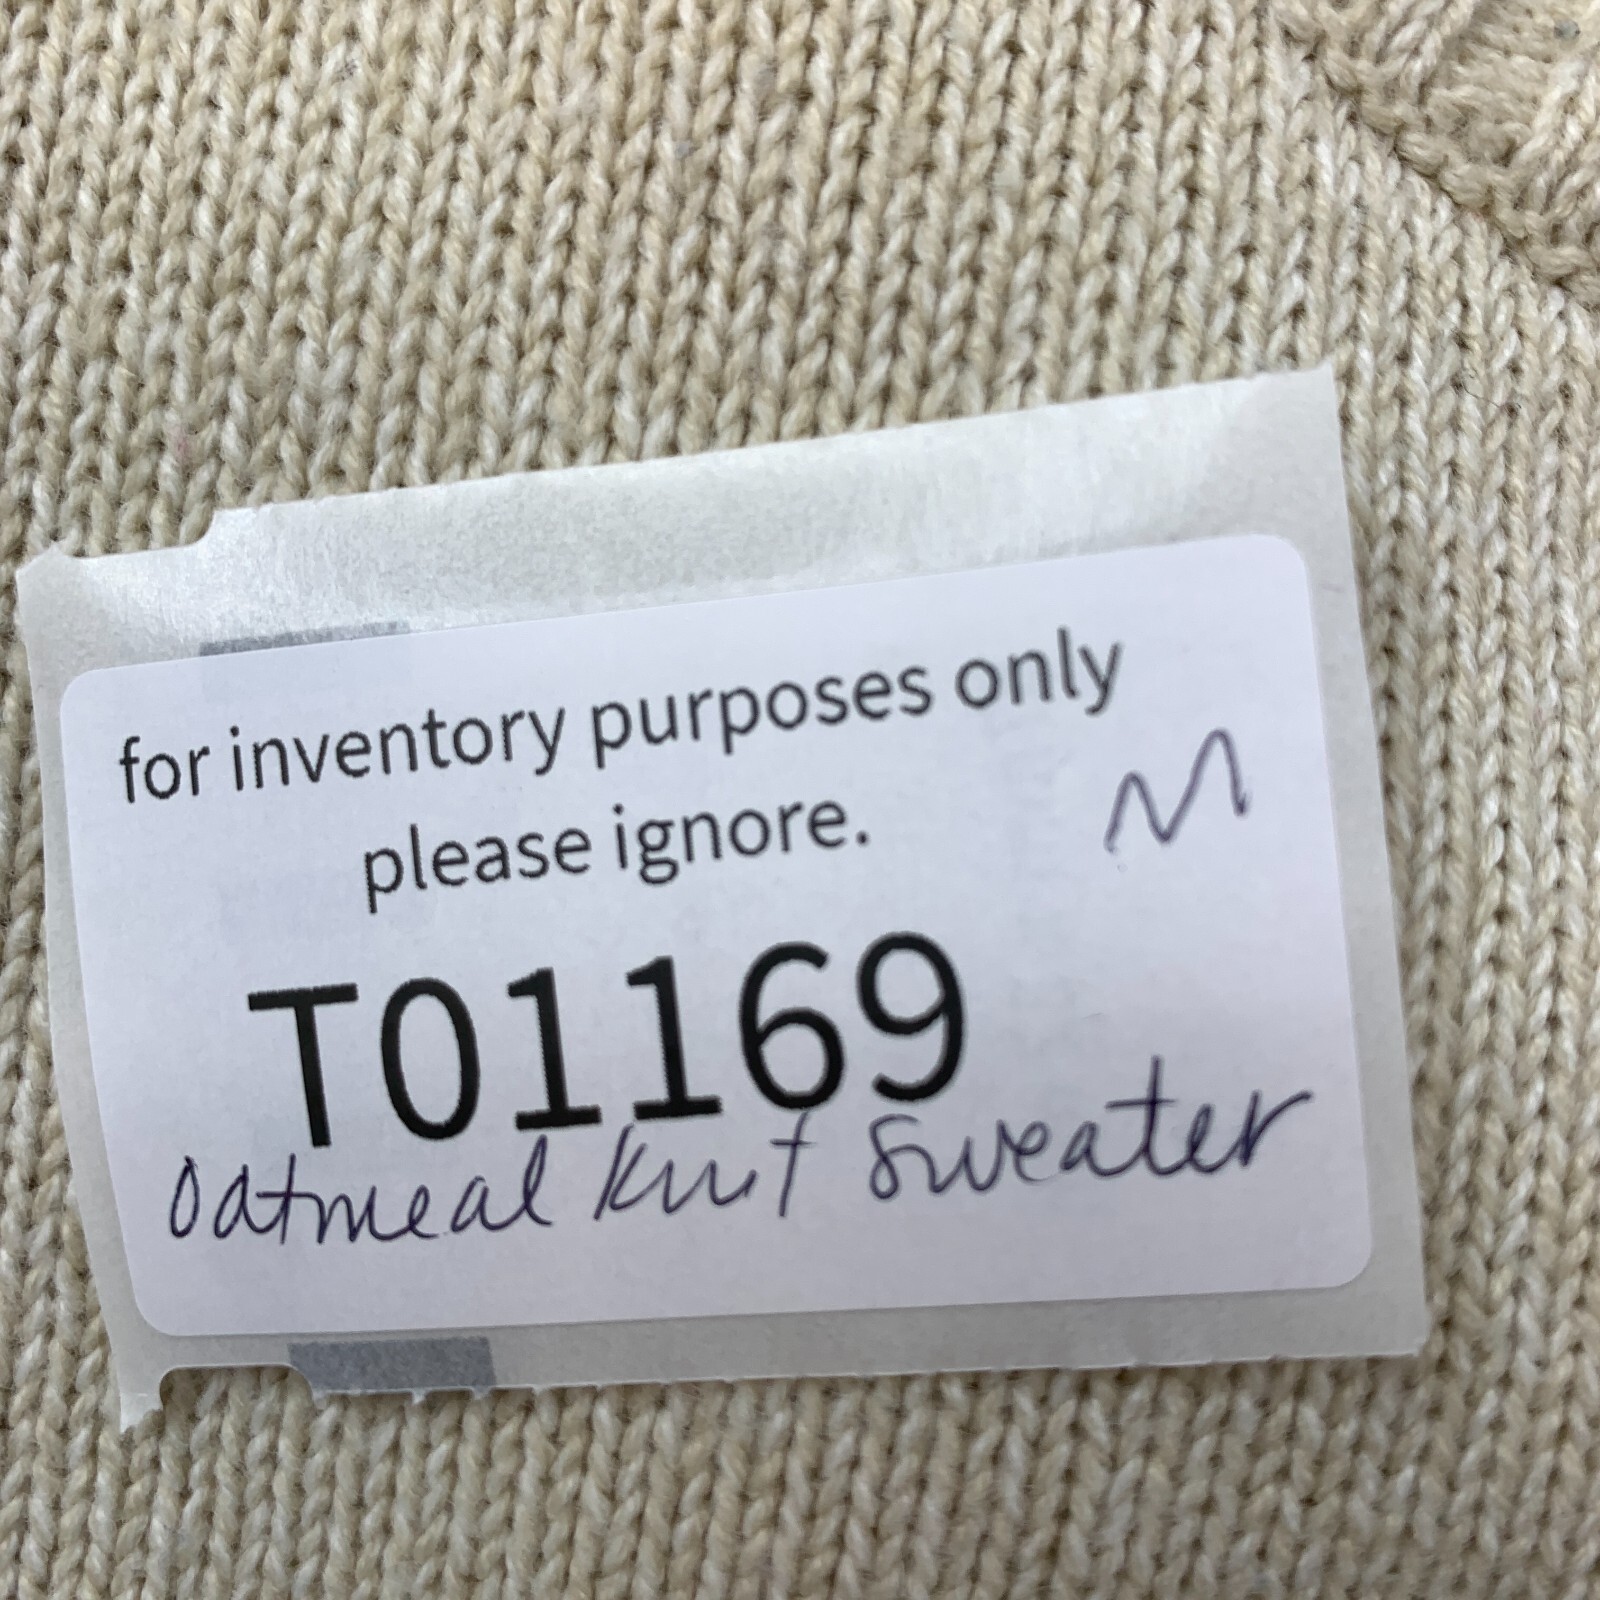 for inventory purposes only
please ignore.
M
T01169
Oatmeal knit sweater